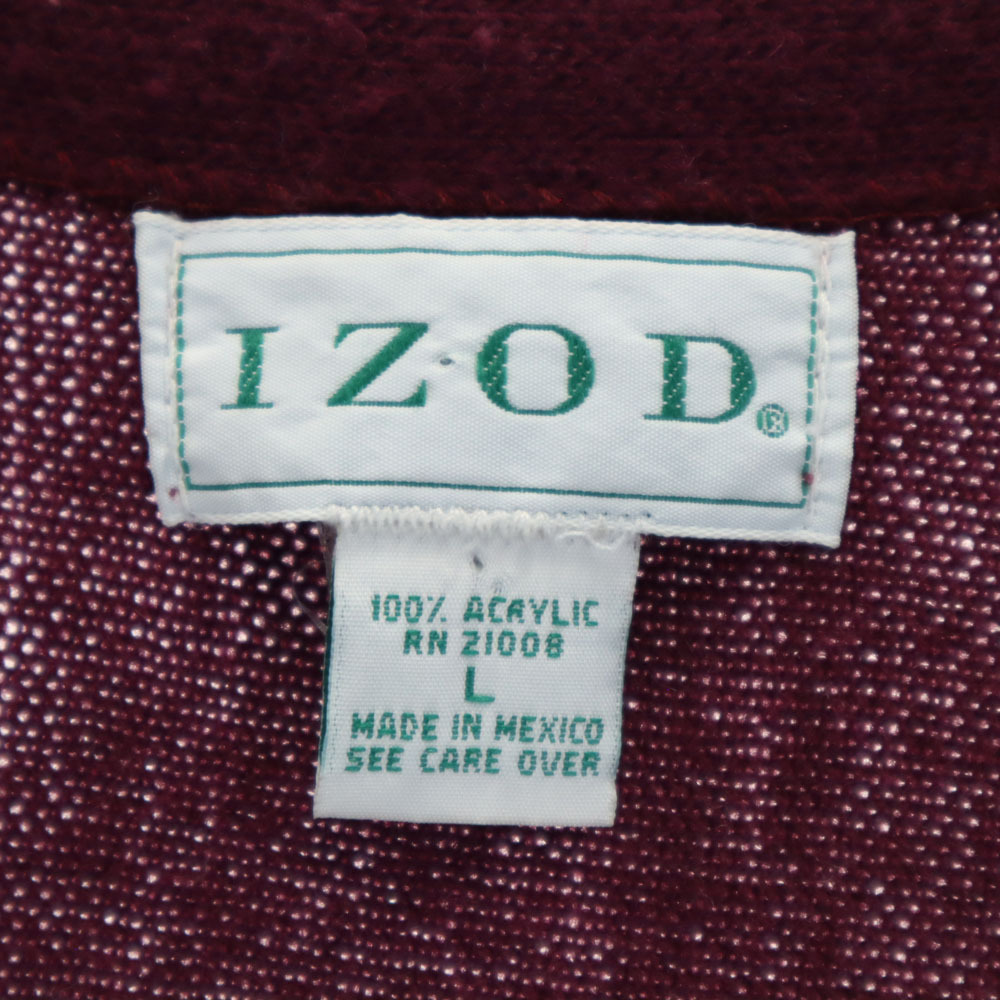 IZOD®
100% ACRYLIC
RN 21008
L
MADE IN MEXICO
SEE CARE OVER